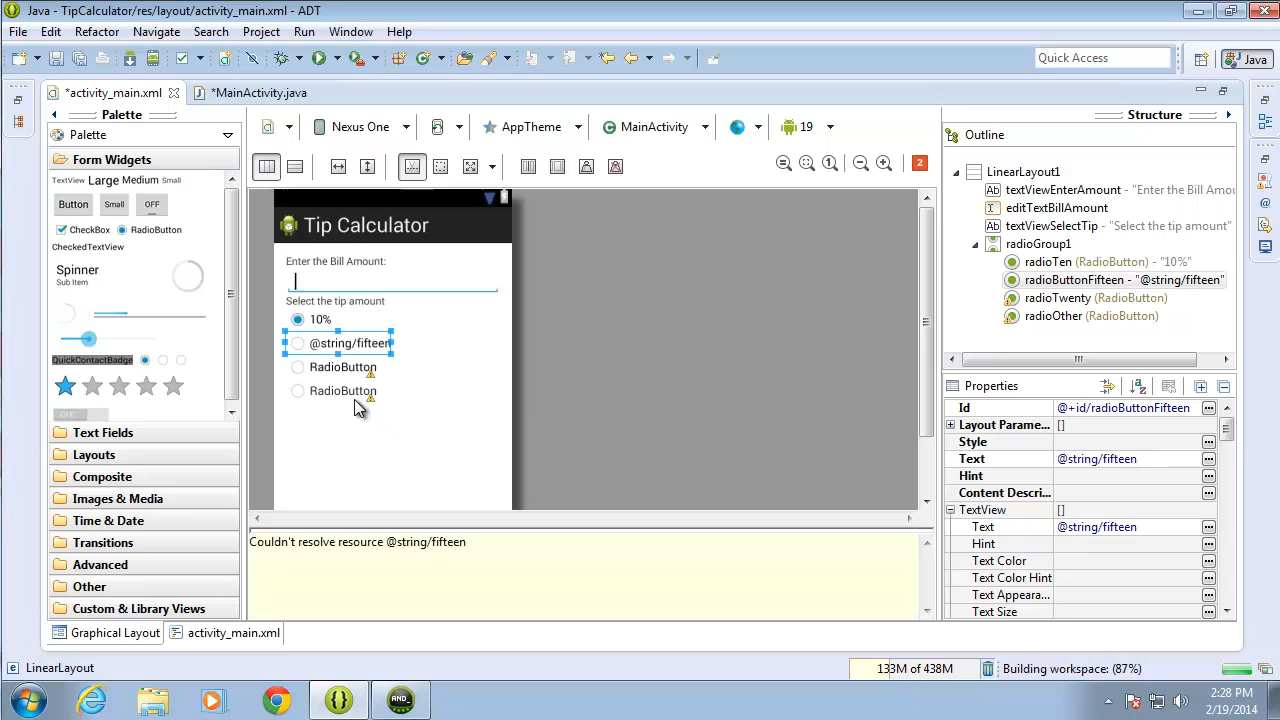 Java - TipCalculator/res/layout/activity_main.xml - ADT
File Edit Refactor Navigate Search Project Run Window Help
Quick Access
Java
*activity_main.xml
*MainActivity.java
Palette
Palette
Form Widgets
TextView Large Medium Small
Button Small OFF
CheckBox RadioButton
CheckedTextView
Spinner
Sub Item
QuickContactBadge
OFF
Text Fields
Layouts
Composite
Images & Media
Time & Date
Transitions
Advanced
Other
Custom & Library Views
Nexus One
AppTheme
MainActivity
19
2
Tip Calculator
Enter the Bill Amount:
Select the tip amount
10%
@string/fifteen
RadioButton
RadioButton
Couldn't resolve resource @string/fifteen
Graphical Layout
activity_main.xml
Structure
Outline
LinearLayout1
Ab textViewEnterAmount - "Enter the Bill Amou
editTextBillAmount
Ab textViewSelectTip - "Select the tip amount"
radioGroup1
radioTen (RadioButton) - "10%"
radioButtonFifteen - "@string/fifteen"
radioTwenty (RadioButton)
radioOther (RadioButton)
Properties
Id @+id/radioButtonFifteen
Layout Parame... []
Style
Text @string/fifteen
Hint
Content Descri...
TextView []
Text @string/fifteen
Hint
Text Color
Text Color Hint
Text Appeara...
Text Size
LinearLayout
133M of 438M
Building workspace: (87%)
AND_
2:28 PM
2/19/2014